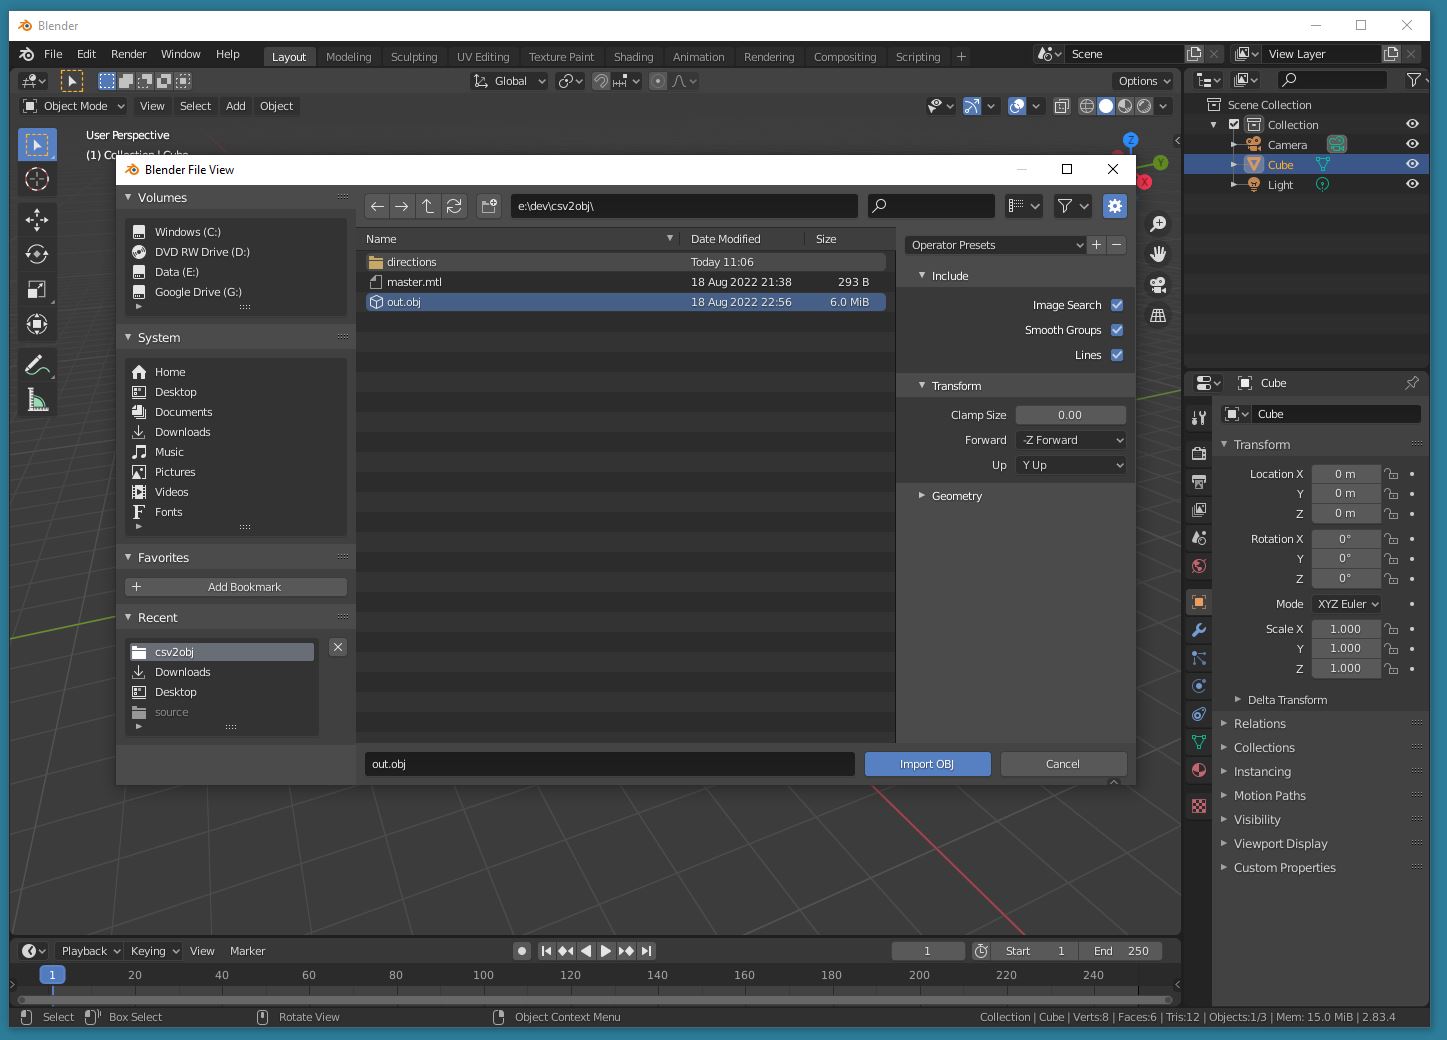 Blender
File Edit Render Window Help Layout Modeling Sculpting UV Editing Texture Paint Shading Animation Rendering Compositing Scripting + Scene View Layer
Global Options
Object Mode View Select Add Object
User Perspective
(1) Collection | Cube
Z
Y
X
Blender File View
Volumes
Windows (C:)
DVD RW Drive (D:)
Data (E:)
Google Drive (G:)
System
Home
Desktop
Documents
Downloads
Music
Pictures
Videos
Fonts
Favorites
Add Bookmark
Recent
csv2obj
Downloads
Desktop
source
e:\dev\csv2obj\
Name Date Modified Size
directions Today 11:06
master.mtl 18 Aug 2022 21:38 293 B
out.obj 18 Aug 2022 22:56 6.0 MiB
Operator Presets
Include
Image Search
Smooth Groups
Lines
Transform
Clamp Size 0.00
Forward -Z Forward
Up Y Up
Geometry
out.obj Import OBJ Cancel
Scene Collection
Collection
Camera
Cube
Light
Cube
Cube
Transform
Location X 0 m
Y 0 m
Z 0 m
Rotation X 0°
Y 0°
Z 0°
Mode XYZ Euler
Scale X 1.000
Y 1.000
Z 1.000
Delta Transform
Relations
Collections
Instancing
Motion Paths
Visibility
Viewport Display
Custom Properties
Playback Keying View Marker 1 Start 1 End 250
1 20 40 60 80 100 120 140 160 180 200 220 240
Select Box Select Rotate View Object Context Menu Collection | Cube | Verts:8 | Faces:6 | Tris:12 | Objects:1/3 | Mem: 15.0 MiB | 2.83.4